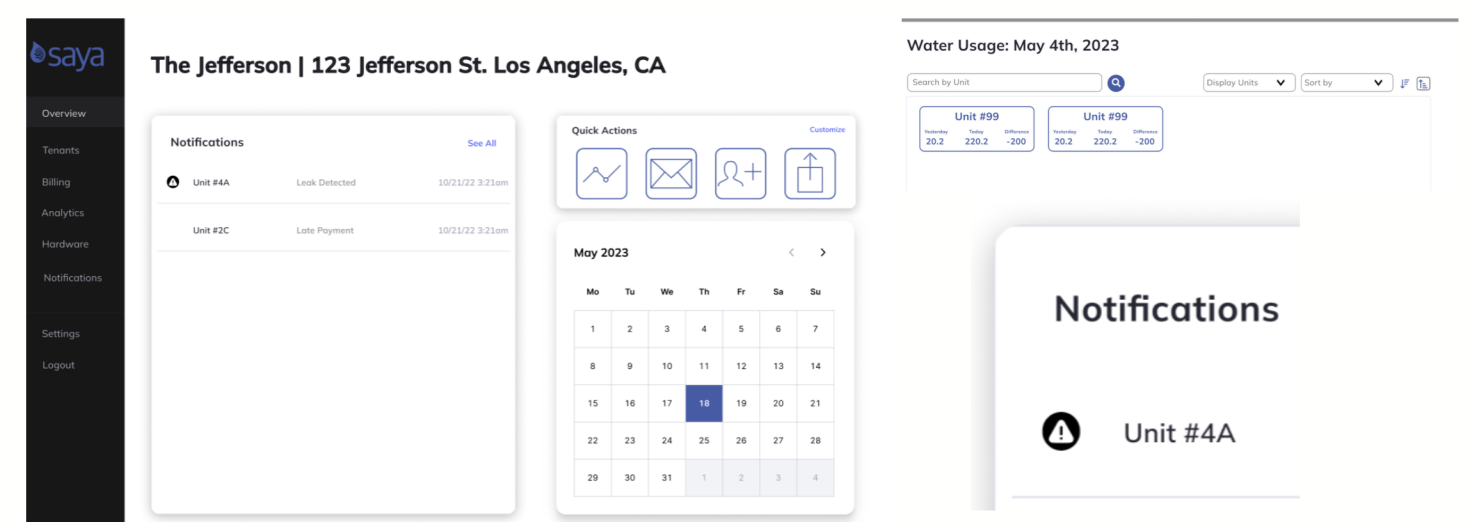 saya
Overview
Tenants
Billing
Analytics
Hardware
Notifications
Settings
Logout
The Jefferson | 123 Jefferson St. Los Angeles, CA
Notifications See All
Unit #4A Leak Detected 10/21/22 3:21am
Unit #2C Late Payment 10/21/22 3:21am
Quick Actions Customize
May 2023
Mo Tu We Th Fr Sa Su
1 2 3 4 5 6 7
8 9 10 11 12 13 14
15 16 17 18 19 20 21
22 23 24 25 26 27 28
29 30 31 1 2 3 4
Water Usage: May 4th, 2023
Search by Unit Display Units Sort by
Unit #99 Unit #99
Yesterday Today Difference Yesterday Today Difference
20.2 220.2 -200 20.2 220.2 -200
Notifications
Unit #4A